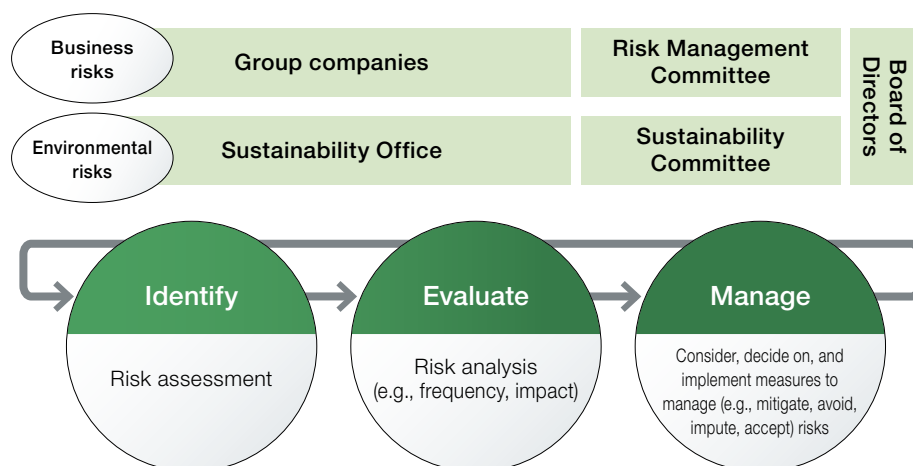 Business
risks
Group companies
Risk Management
Committee
Board of
Directors
Environmental
risks
Sustainability Office
Sustainability
Committee
Identify
Risk assessment
Evaluate
Risk analysis
(e.g., frequency, impact)
Manage
Consider, decide on, and
implement measures to
manage (e.g., mitigate, avoid,
impute, accept) risks